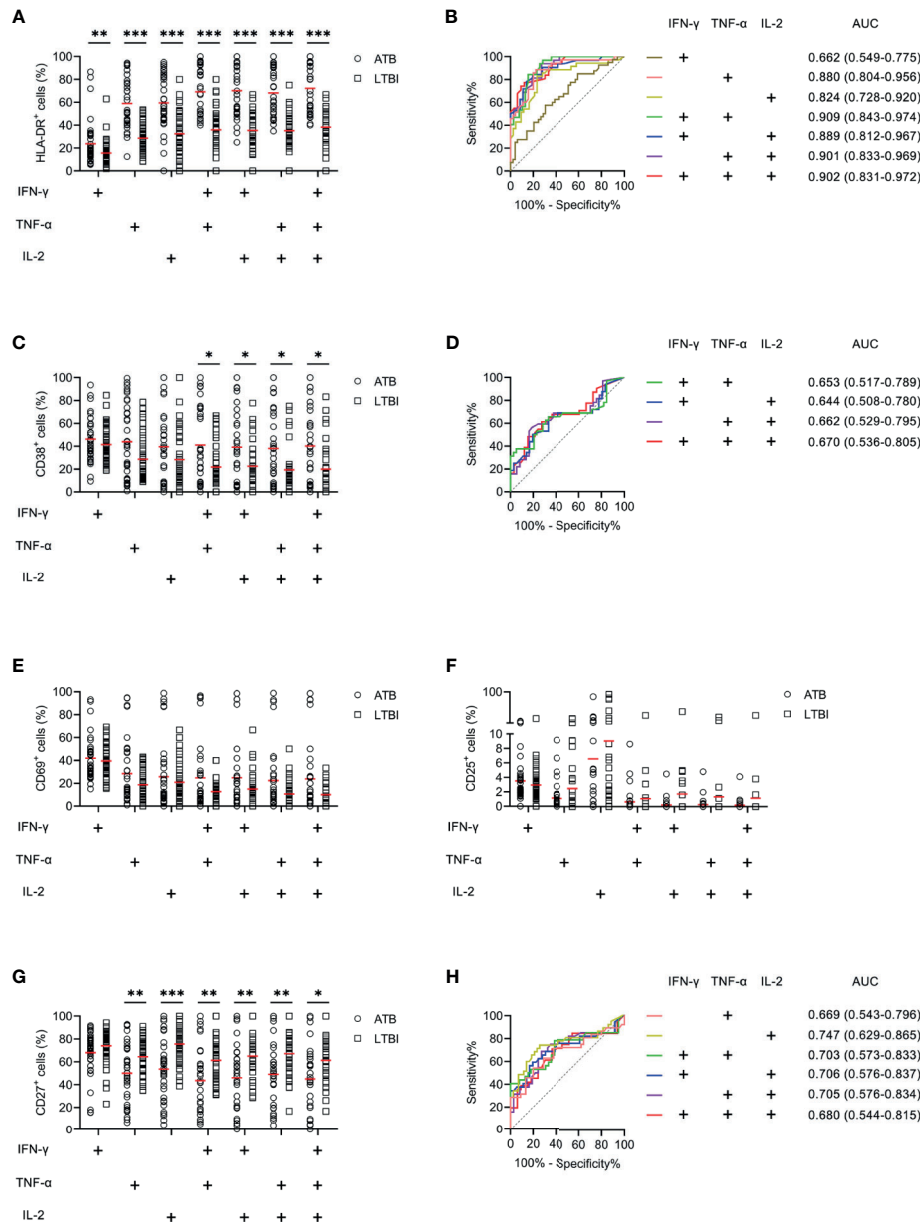 A
** *** *** *** *** *** ***
HLA-DR+ cells (%)
100
80
60
40
20
0
○ ATB
□ LTBI
IFN-γ + + + +
TNF-α + + + +
IL-2 + + + +
B
Sensitivity%
100
80
60
40
20
0
0 20 40 60 80 100
100% - Specificity%
IFN-γ TNF-α IL-2 AUC
+ 0.662 (0.549-0.775)
+ 0.880 (0.804-0.956)
+ 0.824 (0.728-0.920)
+ + 0.909 (0.843-0.974)
+ + 0.889 (0.812-0.967)
+ + 0.901 (0.833-0.969)
+ + + 0.902 (0.831-0.972)
C
* * * *
CD38+ cells (%)
100
80
60
40
20
0
○ ATB
□ LTBI
IFN-γ + + + +
TNF-α + + + +
IL-2 + + + +
D
Sensitivity%
100
80
60
40
20
0
0 20 40 60 80 100
100% - Specificity%
IFN-γ TNF-α IL-2 AUC
+ + 0.653 (0.517-0.789)
+ + 0.644 (0.508-0.780)
+ + 0.662 (0.529-0.795)
+ + + 0.670 (0.536-0.805)
E
CD69+ cells (%)
100
80
60
40
20
0
○ ATB
□ LTBI
IFN-γ + + + +
TNF-α + + + +
IL-2 + + + +
F
CD25+ cells (%)
100
80
60
40
20
10
8
6
4
2
0
○ ATB
□ LTBI
IFN-γ + + + +
TNF-α + + + +
IL-2 + + + +
G
** *** ** ** ** *
CD27+ cells (%)
100
80
60
40
20
0
○ ATB
□ LTBI
IFN-γ + + + +
TNF-α + + + +
IL-2 + + + +
H
Sensitivity%
100
80
60
40
20
0
0 20 40 60 80 100
100% - Specificity%
IFN-γ TNF-α IL-2 AUC
+ 0.669 (0.543-0.796)
+ 0.747 (0.629-0.865)
+ + 0.703 (0.573-0.833)
+ + 0.706 (0.576-0.837)
+ + 0.705 (0.576-0.834)
+ + + 0.680 (0.544-0.815)